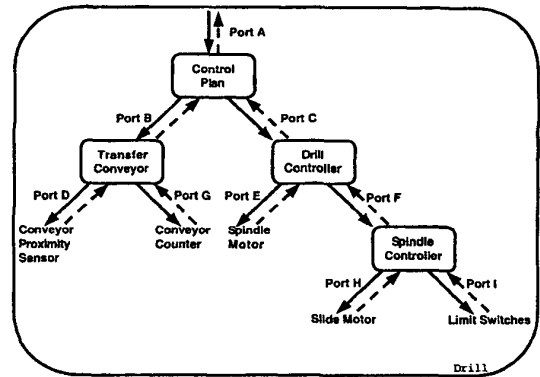 Port A
Control
Plan
Port B
Port C
Transfer
Conveyor
Drill
Controller
Port D
Port G
Port E
Port F
Conveyor
Proximity
Sensor
Conveyor
Counter
Spindle
Motor
Spindle
Controller
Port H
Port I
Slide Motor
Limit Switches
Drill